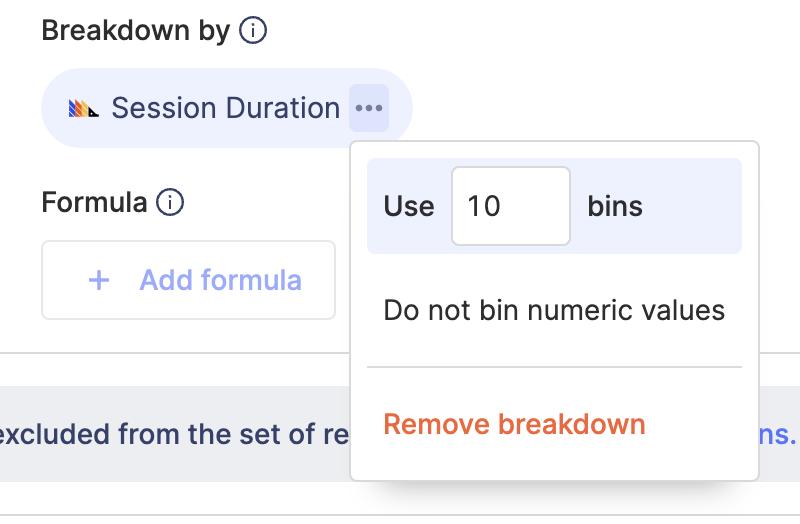 Breakdown by
Session Duration
Use 10 bins
Formula
+ Add formula
Do not bin numeric values
excluded from the set of re
ns.
Remove breakdown